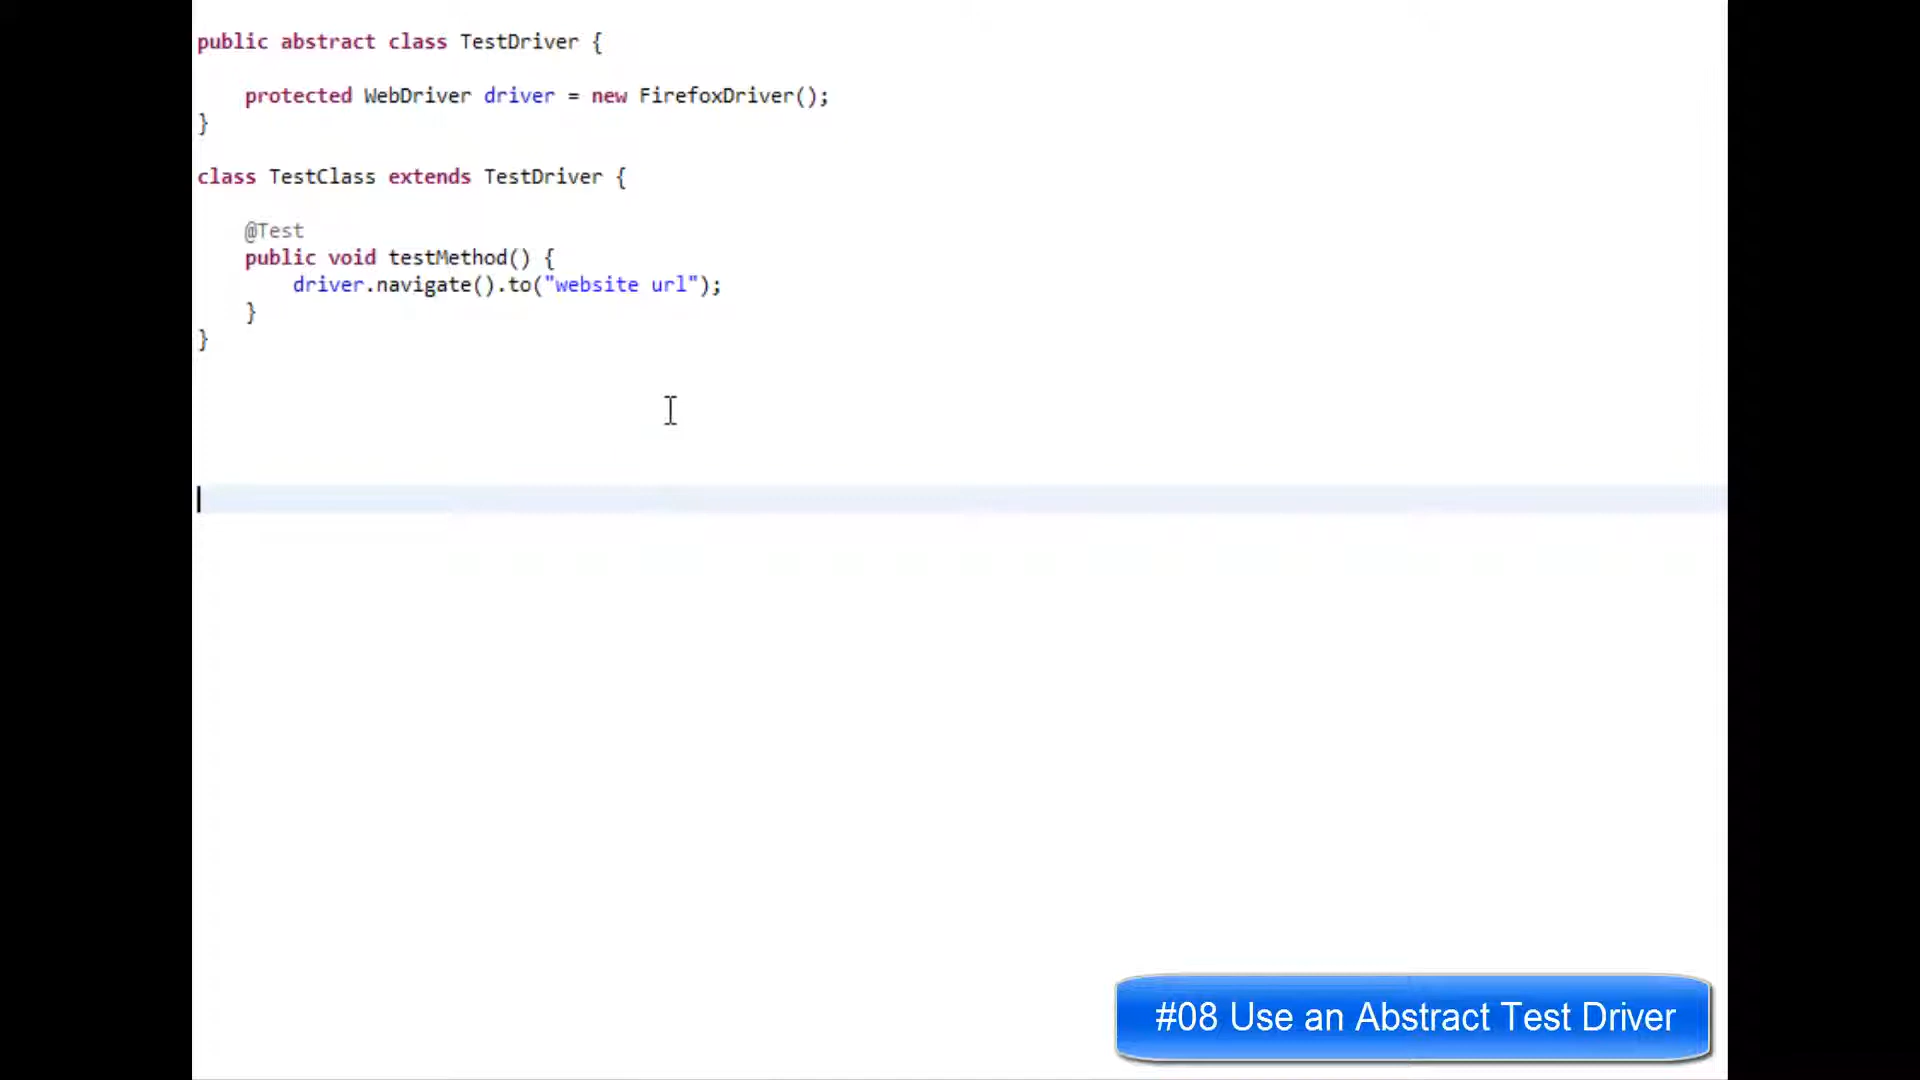 public abstract class TestDriver {
protected WebDriver driver = new FirefoxDriver();
}
class TestClass extends TestDriver {
@Test
public void testMethod() {
driver.navigate().to("website url");
}
}
#08 Use an Abstract Test Driver